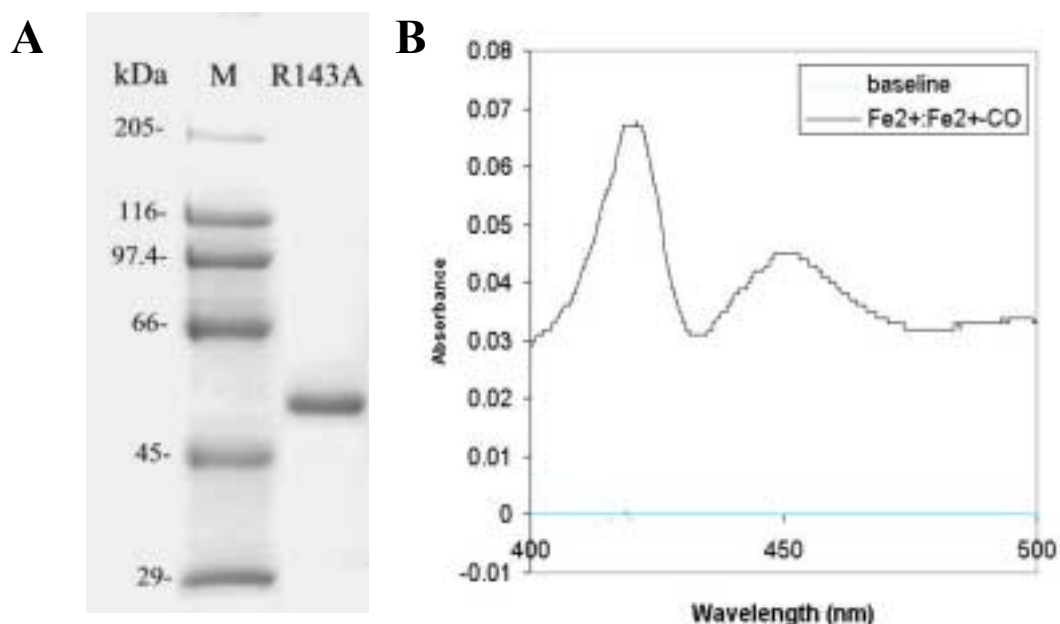 A
kDa M R143A
205-
116-
97.4-
66-
45-
29-
B
0.08
0.07
0.06
0.05
0.04
0.03
0.02
0.01
0
-0.01
Absorbance
baseline
Fe2+:Fe2+-CO
400 450 500
Wavelength (nm)